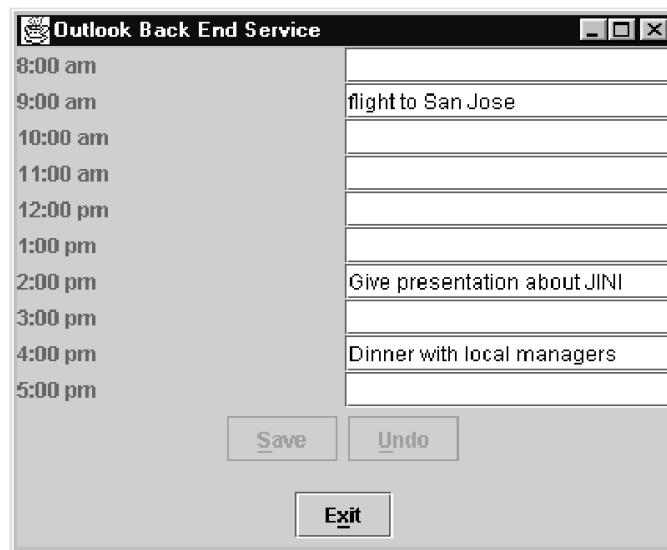 Outlook Back End Service
8:00 am
9:00 am flight to San Jose
10:00 am
11:00 am
12:00 pm
1:00 pm
2:00 pm Give presentation about JINI
3:00 pm
4:00 pm Dinner with local managers
5:00 pm
Save Undo
Exit